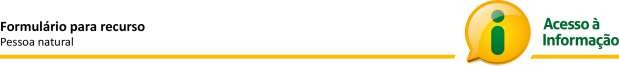 Formulário para recurso
Pessoa natural
Acesso à
Informação